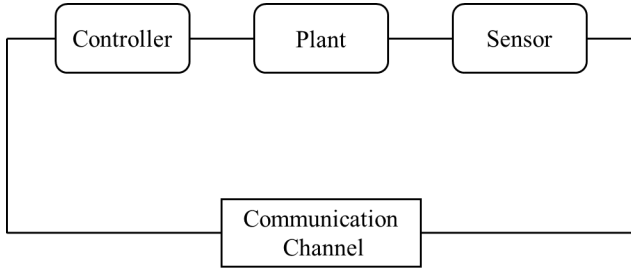 Controller
Plant
Sensor
Communication
Channel